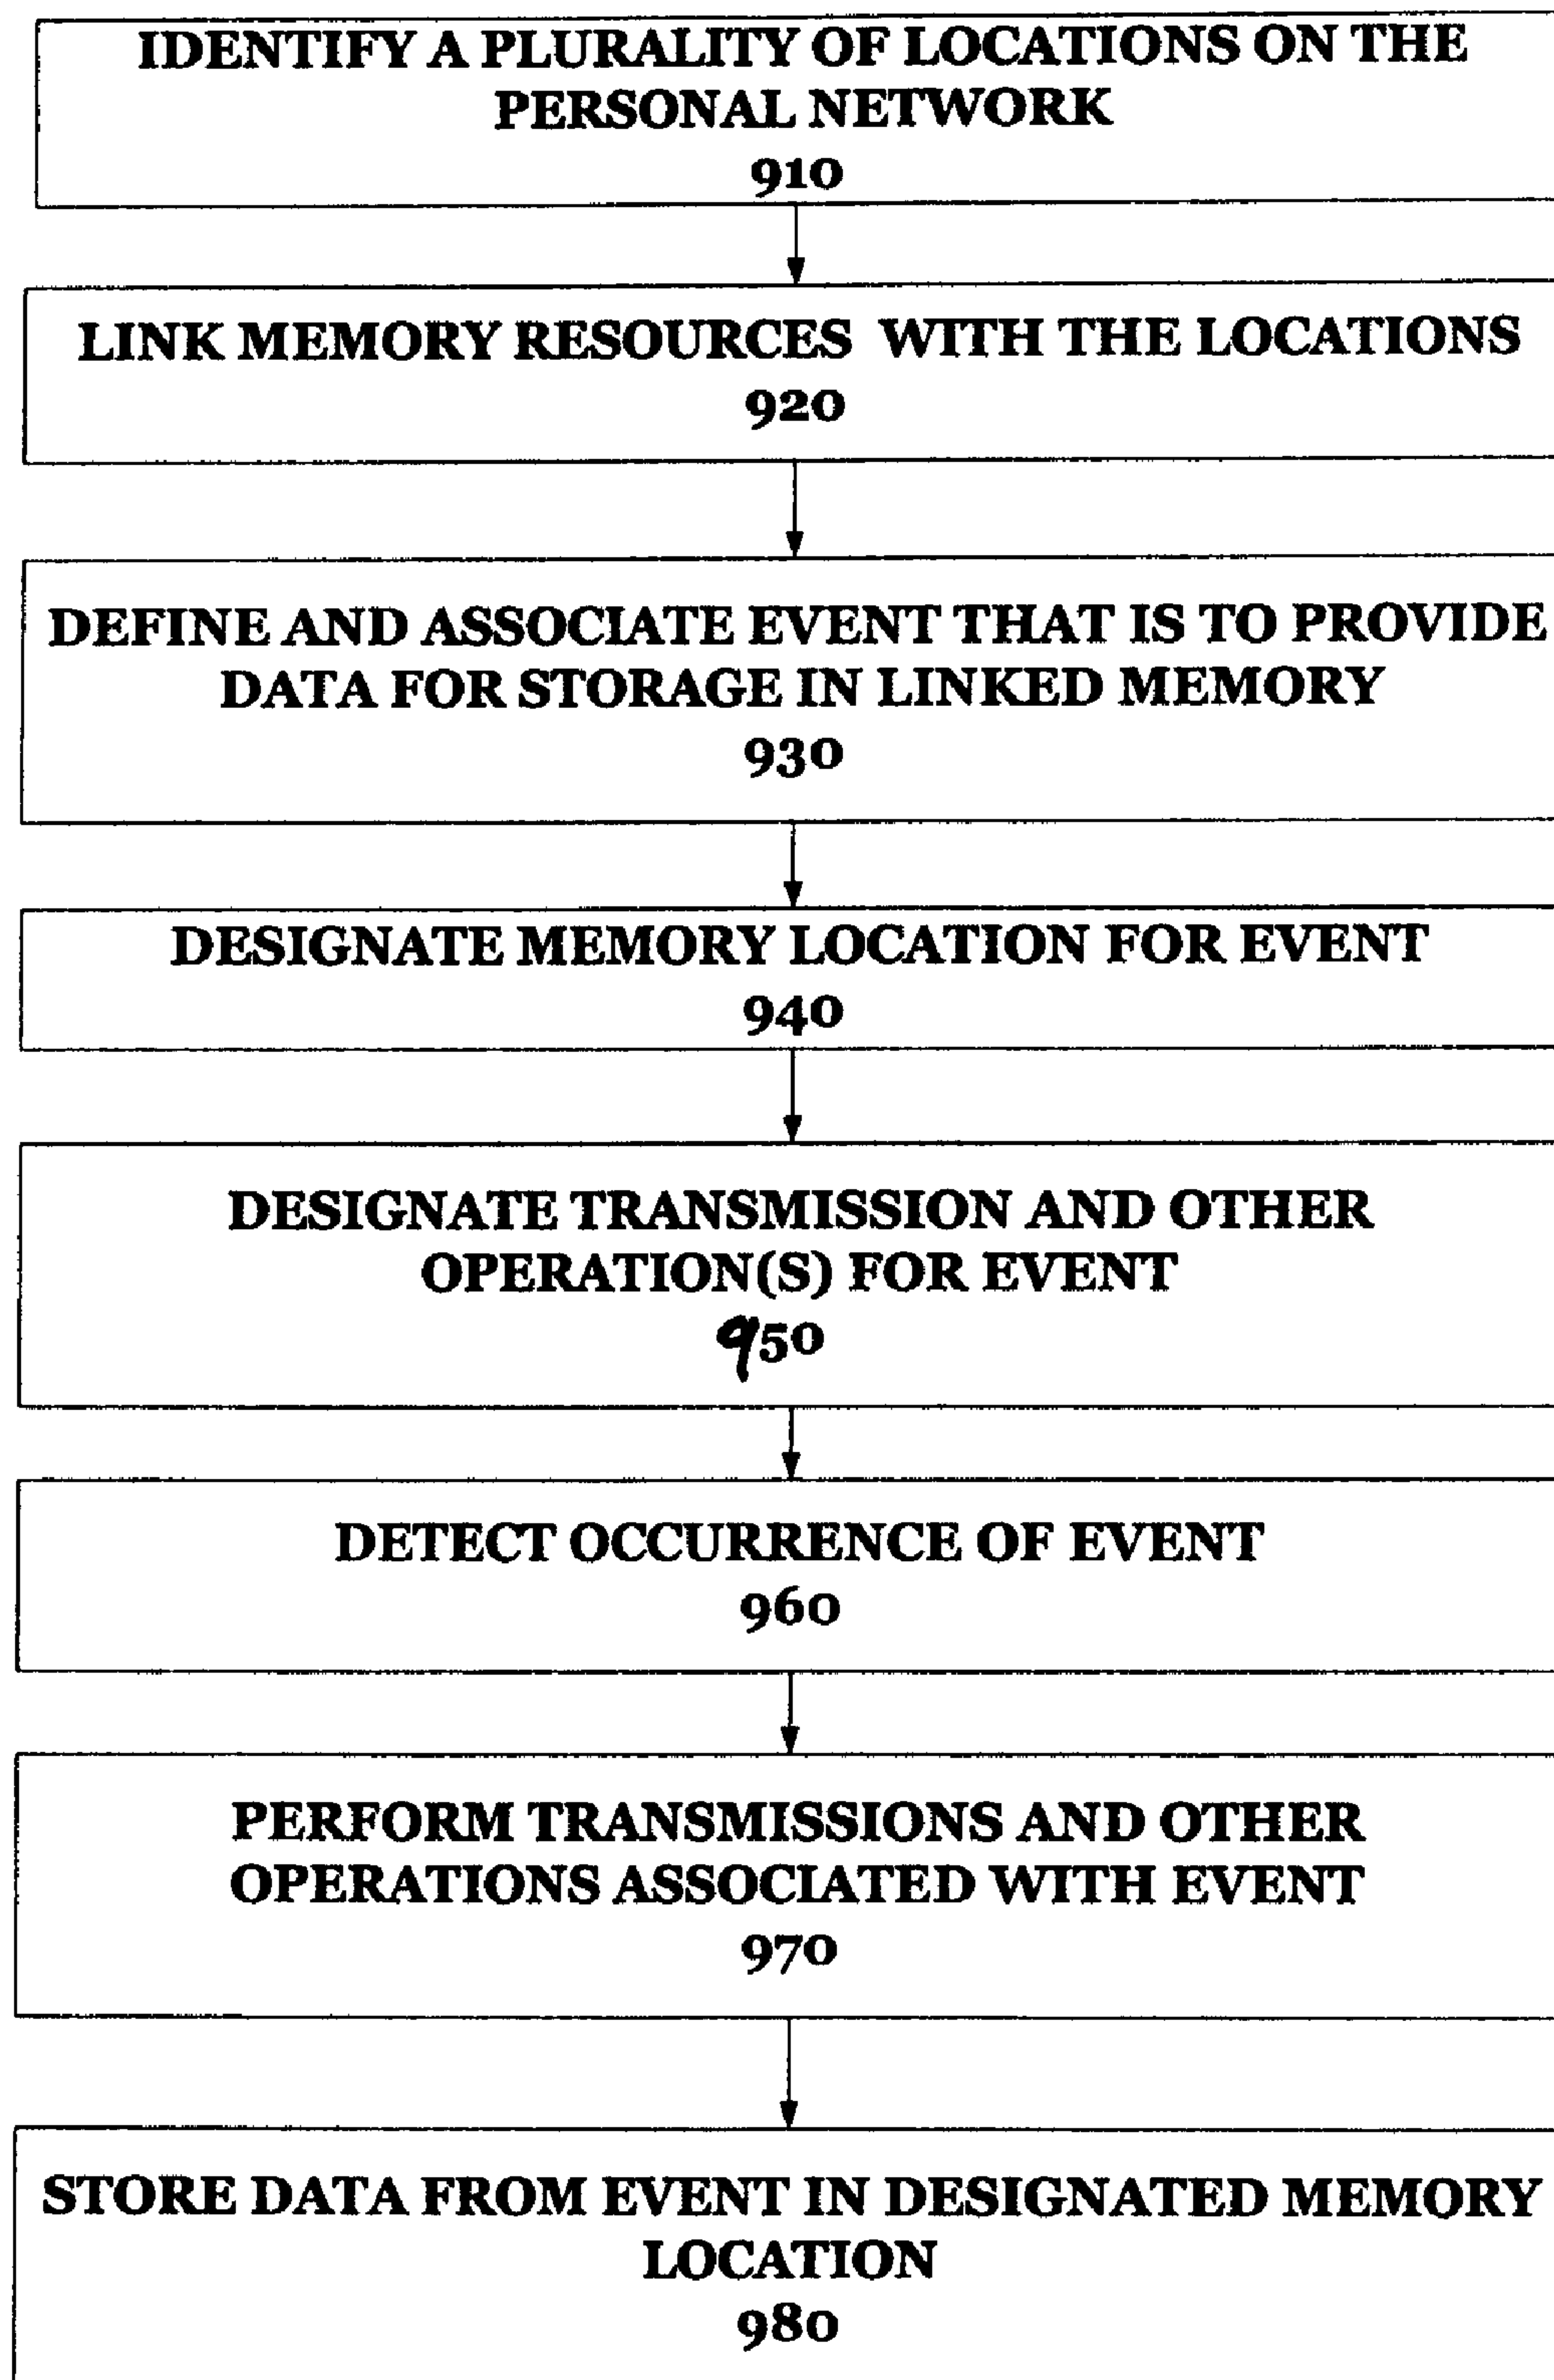 IDENTIFY A PLURALITY OF LOCATIONS ON THE
PERSONAL NETWORK
910
LINK MEMORY RESOURCES WITH THE LOCATIONS
920
DEFINE AND ASSOCIATE EVENT THAT IS TO PROVIDE
DATA FOR STORAGE IN LINKED MEMORY
930
DESIGNATE MEMORY LOCATION FOR EVENT
940
DESIGNATE TRANSMISSION AND OTHER
OPERATION(S) FOR EVENT
950
DETECT OCCURRENCE OF EVENT
960
PERFORM TRANSMISSIONS AND OTHER
OPERATIONS ASSOCIATED WITH EVENT
970
STORE DATA FROM EVENT IN DESIGNATED MEMORY
LOCATION
980